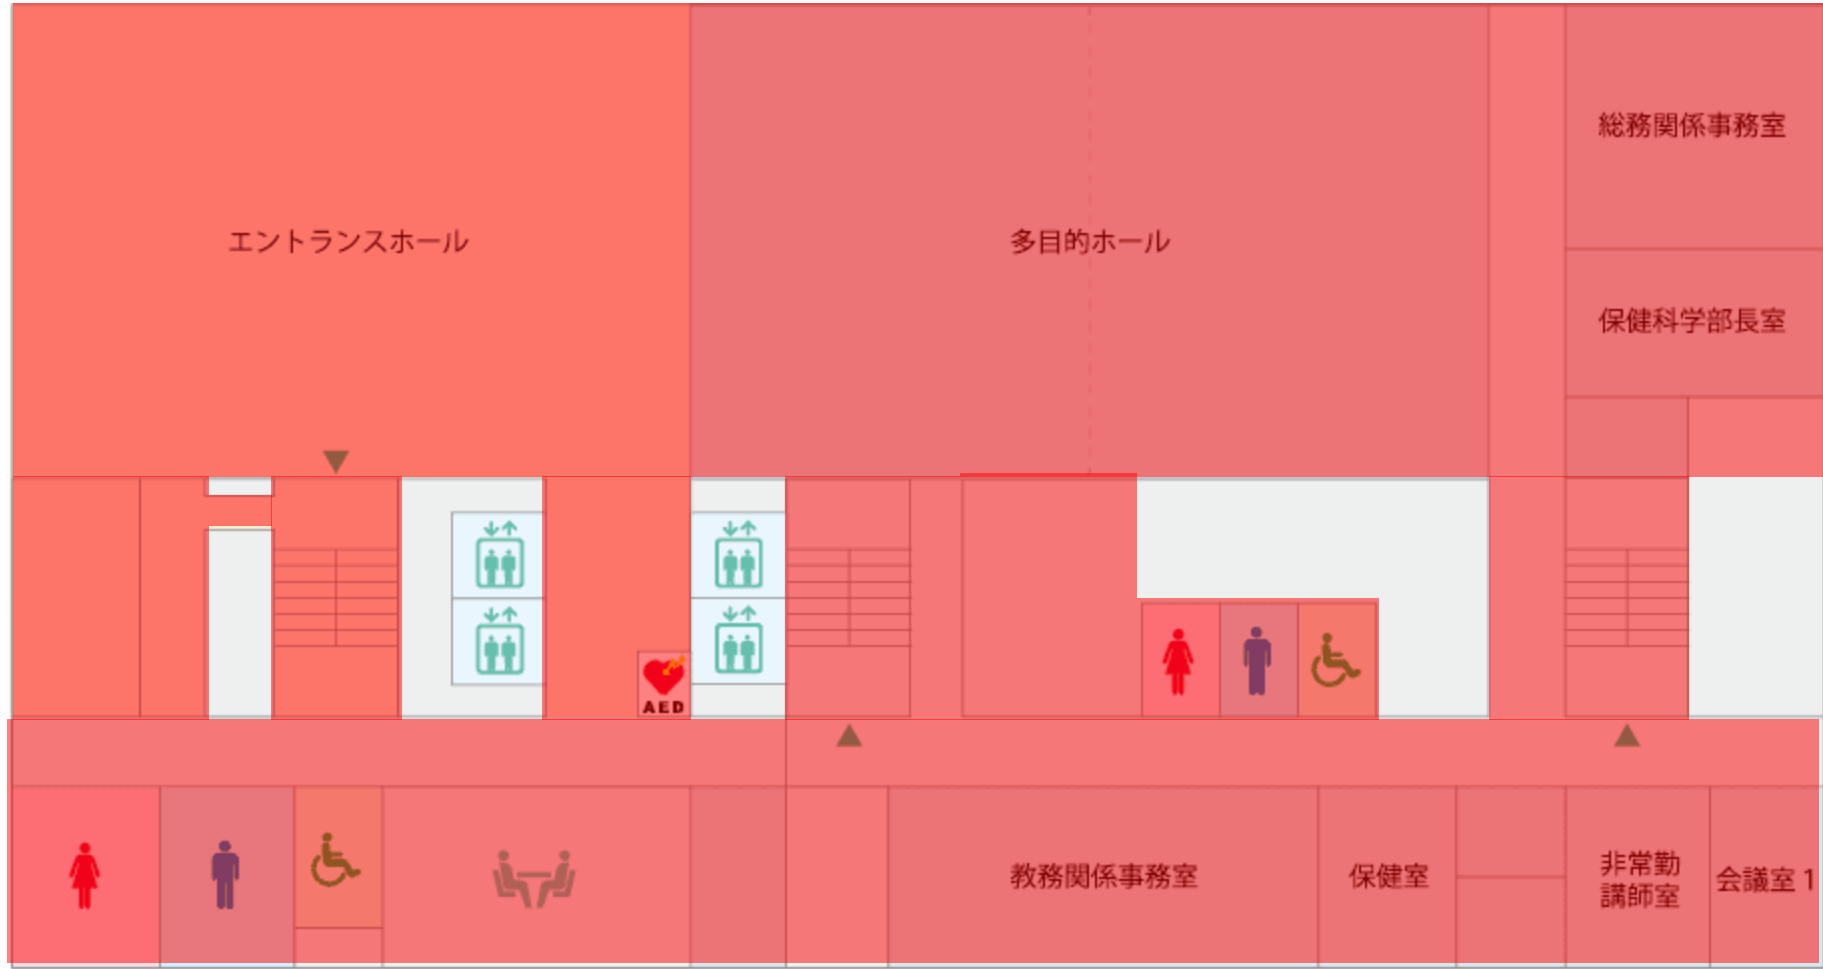 総務関係事務室
エントランスホール
多目的ホール
保健科学部長室
AED
教務関係事務室
保健室
非常勤
講師室
会議室1